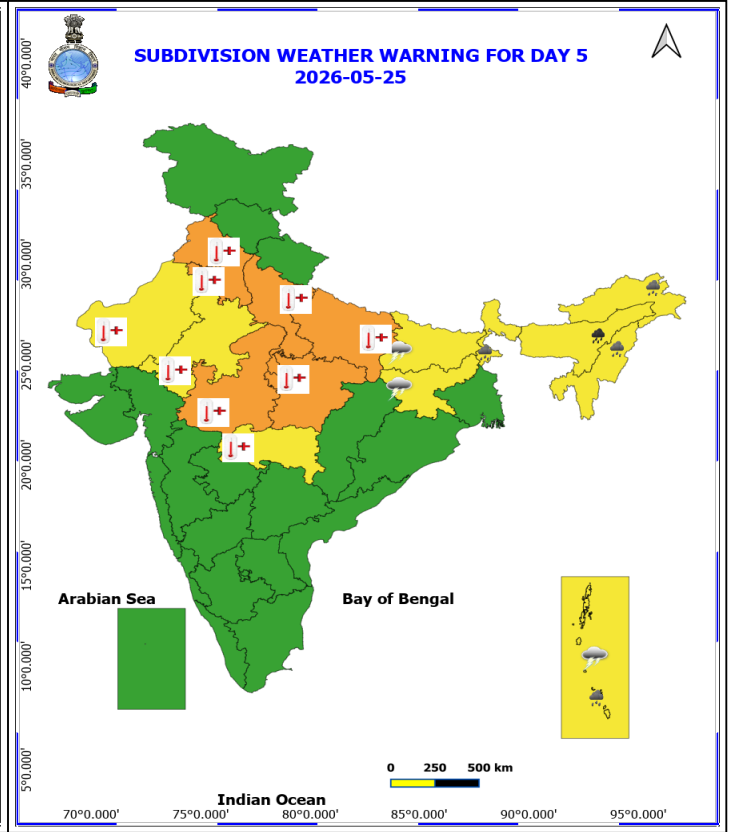 SUBDIVISION WEATHER WARNING FOR DAY 5
2026-05-25
40°0.000'
35°0.000'
30°0.000'
25°0.000'
20°0.000'
15°0.000'
10°0.000'
5°0.000'
Arabian Sea
Bay of Bengal
0 250 500 km
Indian Ocean
70°0.000' 75°0.000' 80°0.000' 85°0.000' 90°0.000' 95°0.000'